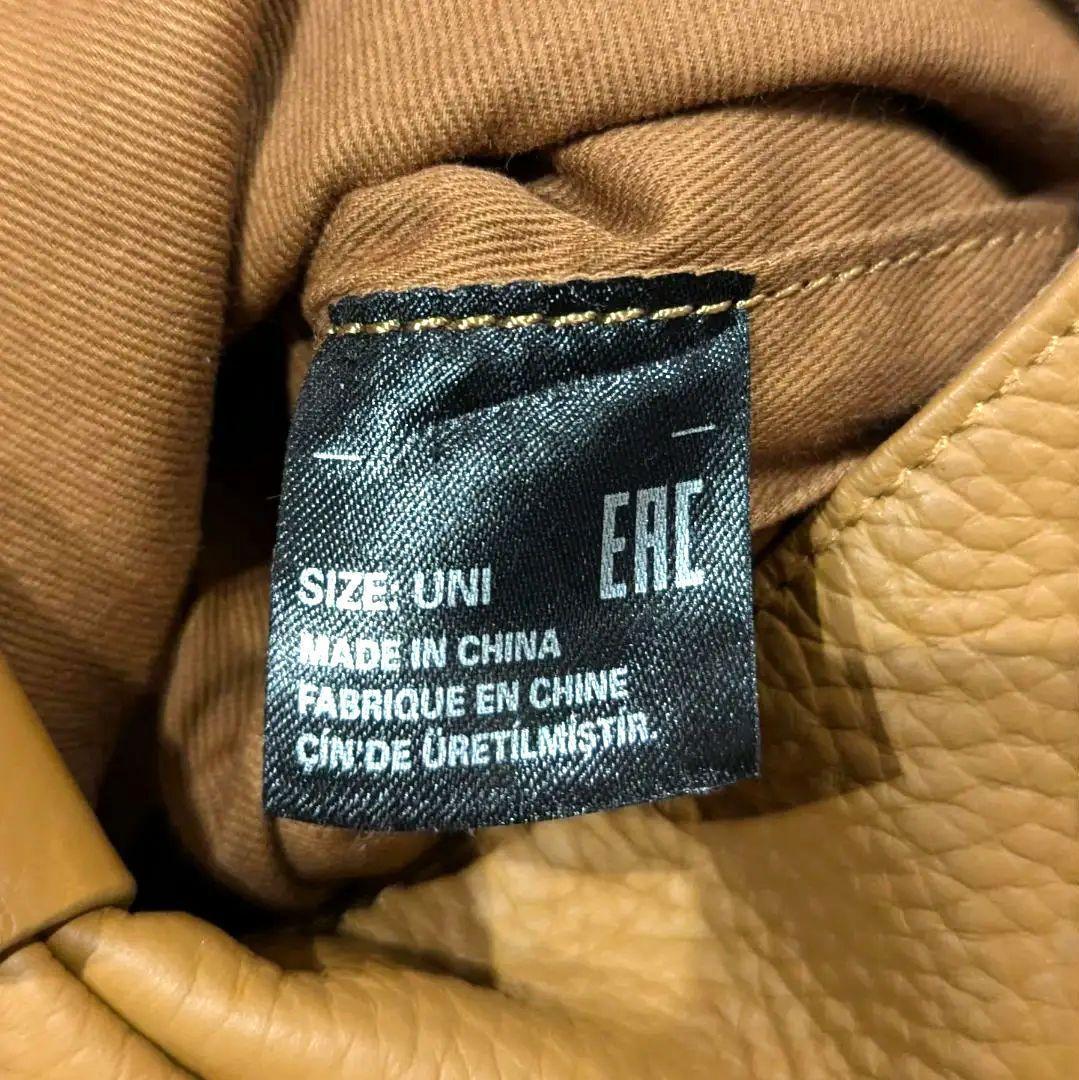 EAC
SIZE: UNI
MADE IN CHINA
FABRIQUE EN CHINE
ÇİN'DE ÜRETİLMİŞTİR.